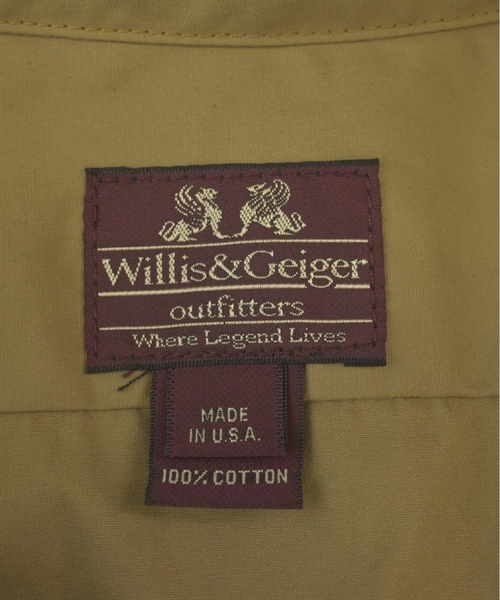 Willis&Geiger
outfitters
Where Legend Lives
MADE
IN U.S.A.
100% COTTON